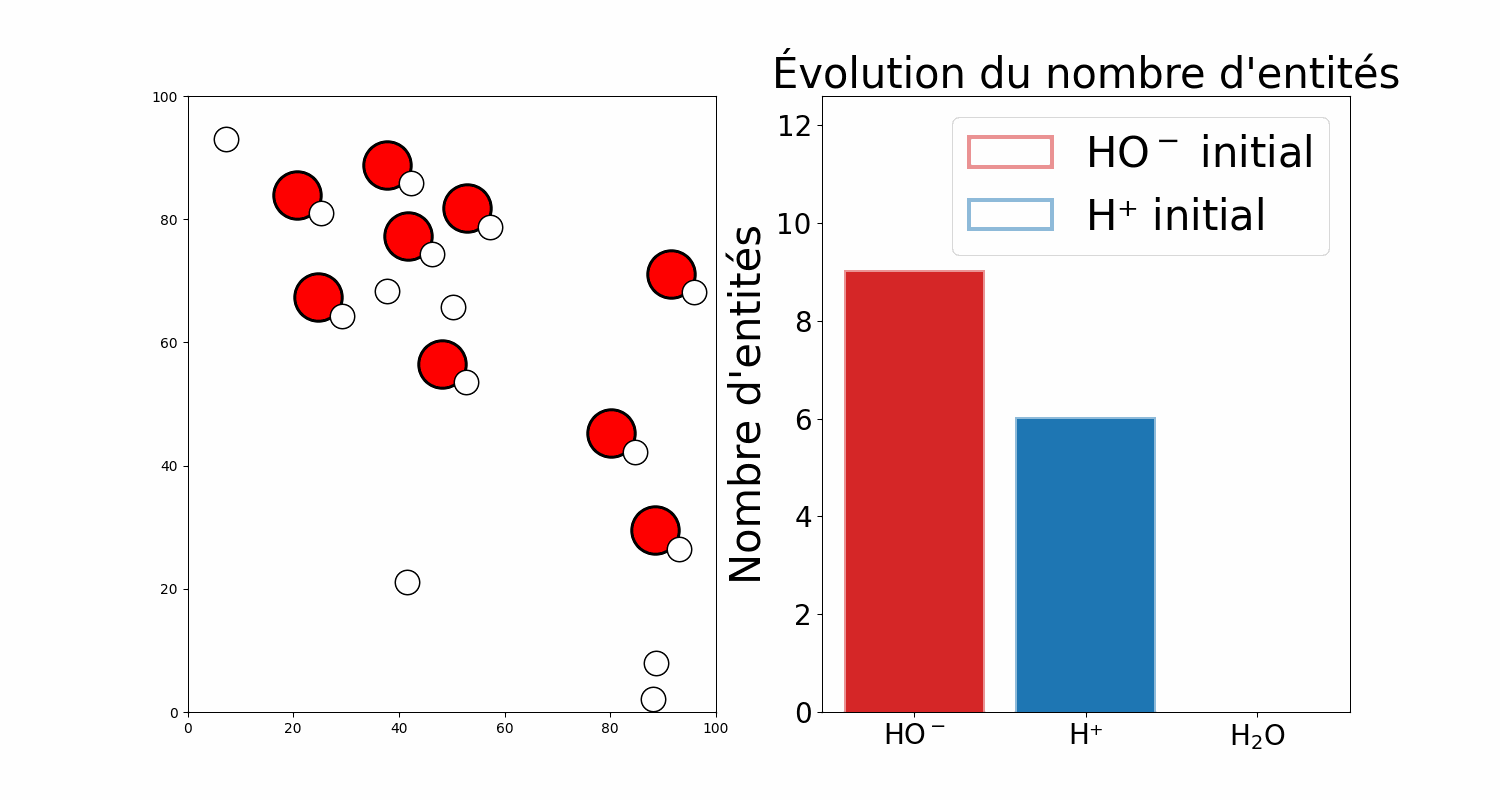 Évolution du nombre d'entités
100
80
60
40
20
0
0 20 40 60 80 100
Nombre d'entités
12
10
8
6
4
2
0
HO⁻ initial
H⁺ initial
HO⁻ H⁺ H₂O